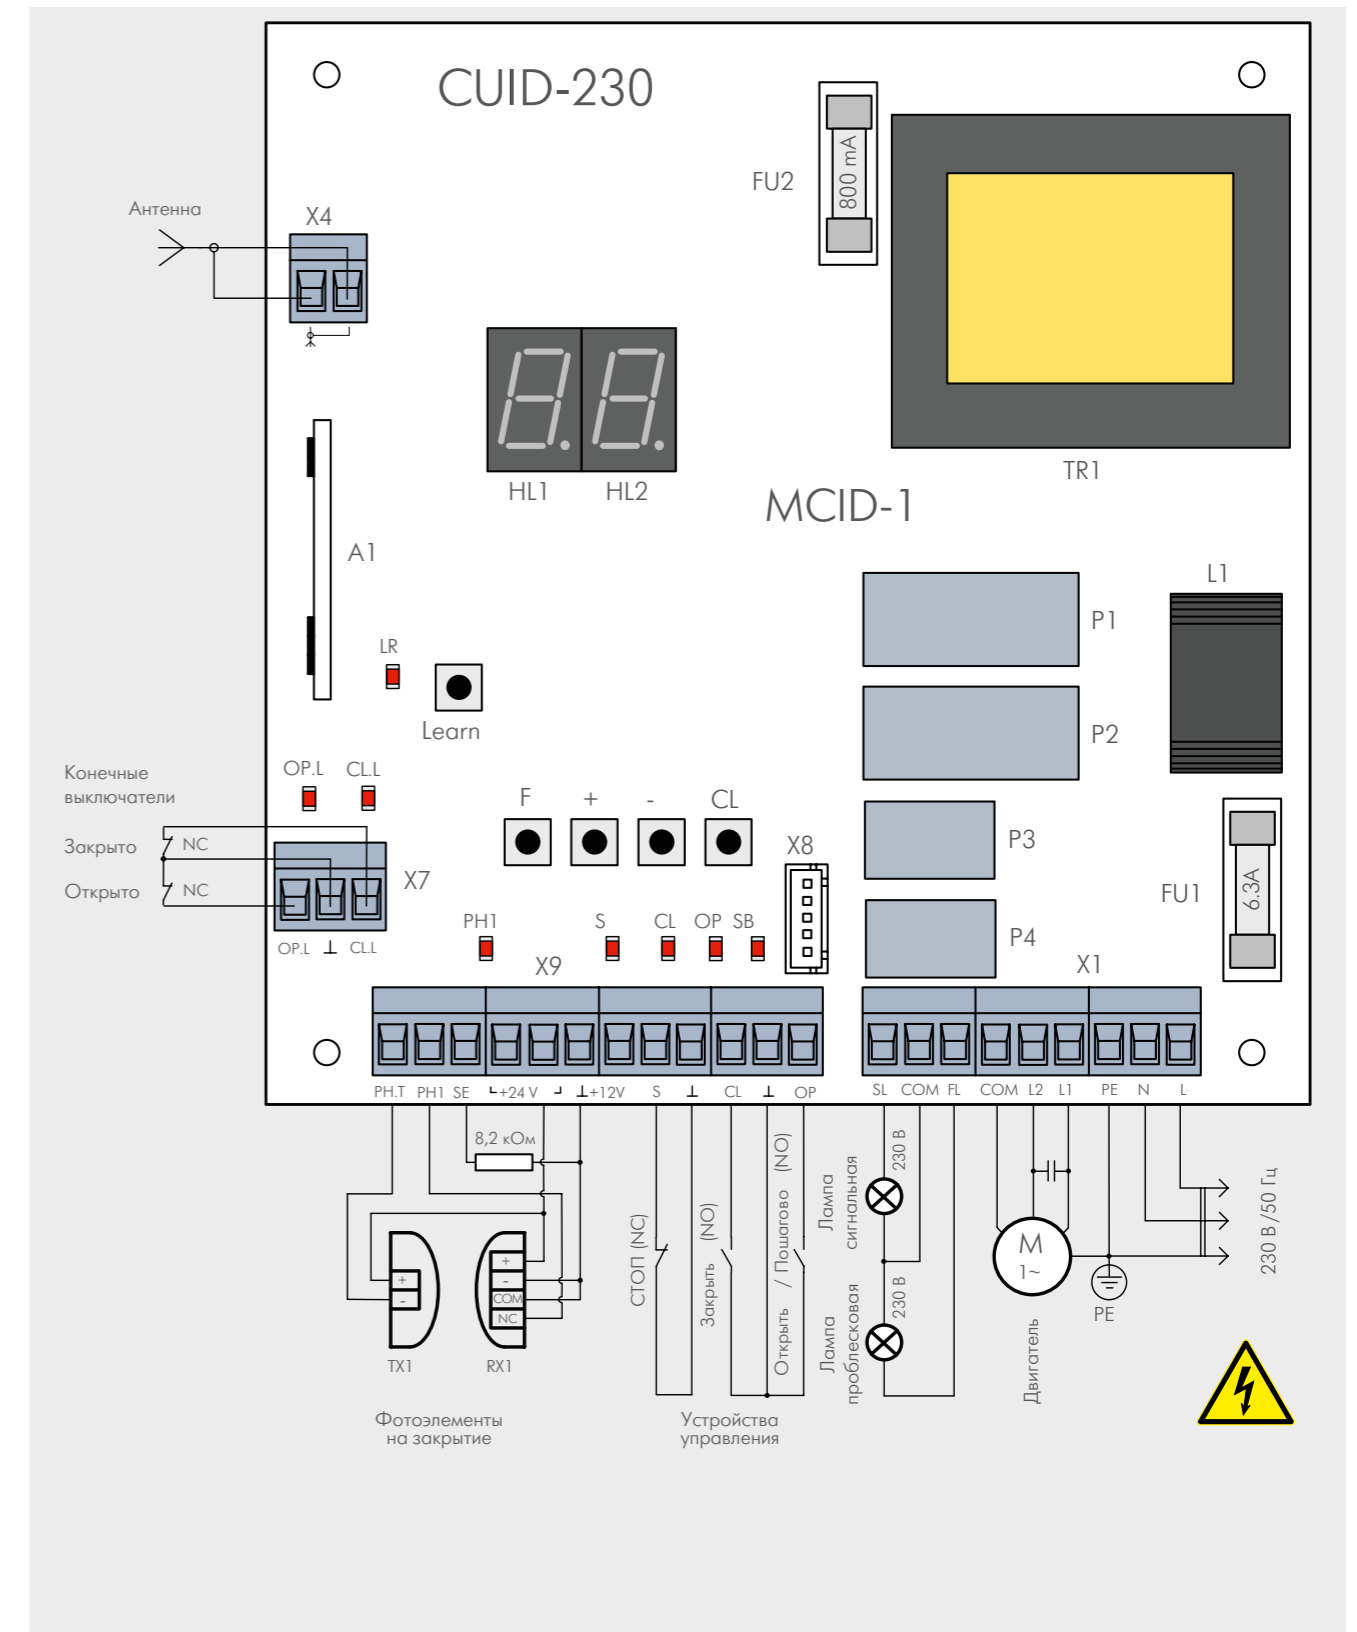 CUID-230
FU2
800 mA
Антенна
X4
TR1
HL1
HL2
MCID-1
A1
L1
P1
LR
Learn
P2
OP.L
CL.L
Конечные
выключатели
Закрыто
NC
Открыто
NC
X7
OP.L ⊥ CL.L
F
+
-
CL
X8
P3
FU1
6.3A
P4
PH1
S
CL
OP
SB
X9
X1
PH.T PH1 SE +24 V ⊥ +12V S ⊥ CL ⊥ OP
SL COM FL COM L2 L1 PE N L
8,2 кОм
+
-
TX1
+
-
COM
NC
RX1
Фотоэлементы
на закрытие
СТОП (NC)
Закрыть (NO)
Открыть / Пошагово (NO)
Устройства
управления
Лампа
сигнальная
230 В
Лампа
проблесковая
230 В
M
1~
Двигатель
PE
230 В/50 Гц